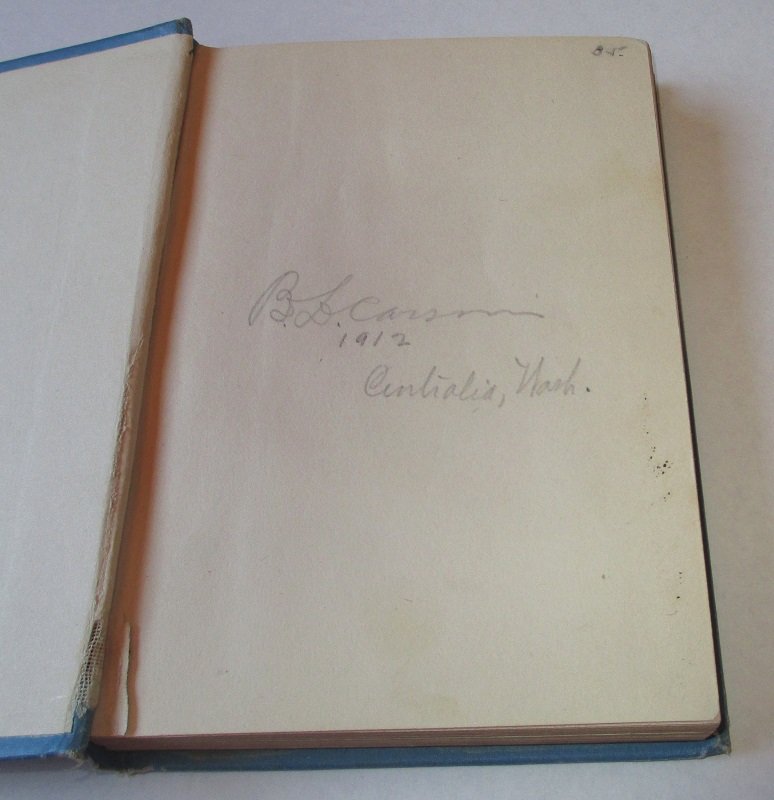 B. L. Carson
1912
Centralia, Wash.